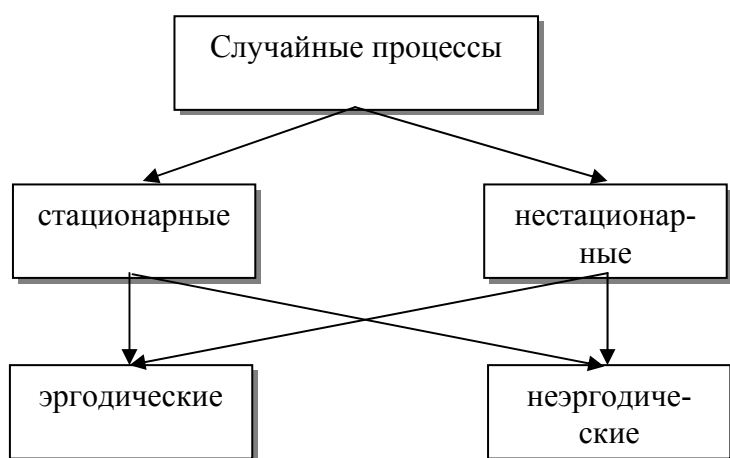 Случайные процессы
стационарные
нестационар-
ные
эргодические
неэргодиче-
ские